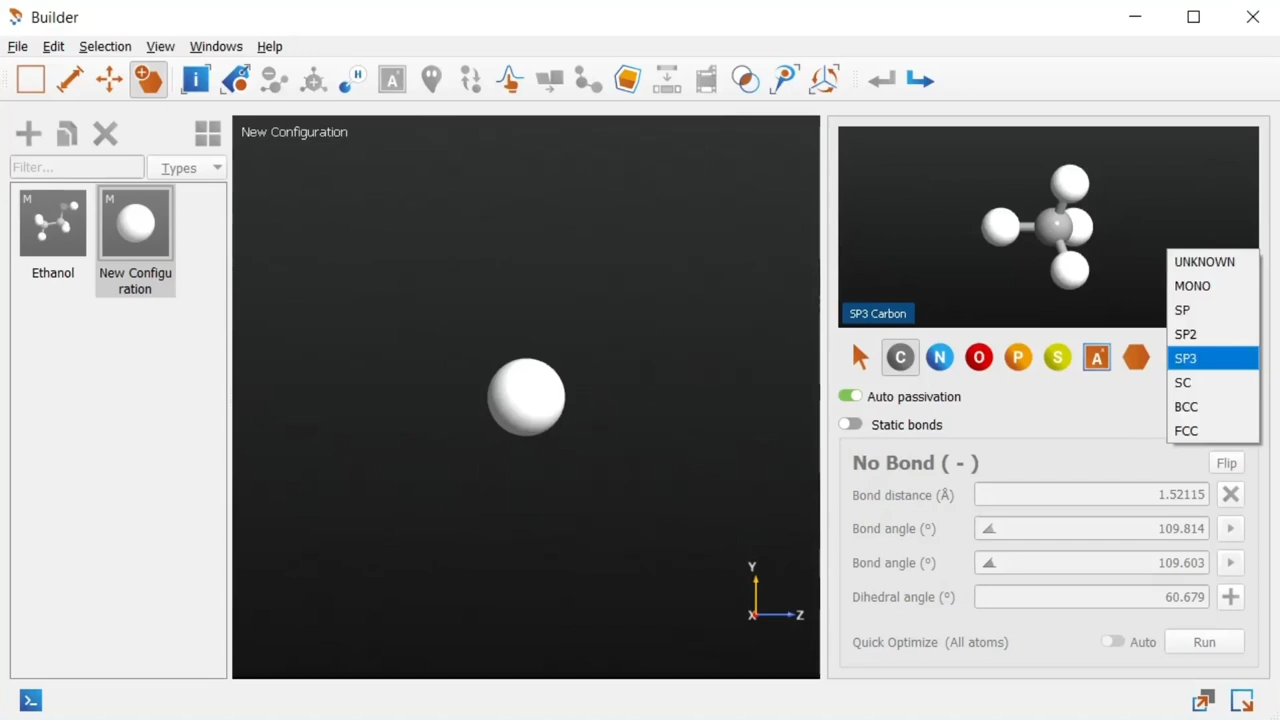 Builder
File Edit Selection View Windows Help
i H A
Filter... Types
M M
Ethanol New Configu
ration
New Configuration
Y
X Z
SP3 Carbon
UNKNOWN
MONO
SP
SP2
SP3
SC
BCC
FCC
C N O P S A
Auto passivation
Static bonds
No Bond ( - ) Flip
Bond distance (Å) 1.52115
Bond angle (º) 109.814
Bond angle (º) 109.603
Dihedral angle (º) 60.679
Quick Optimize (All atoms) Auto Run